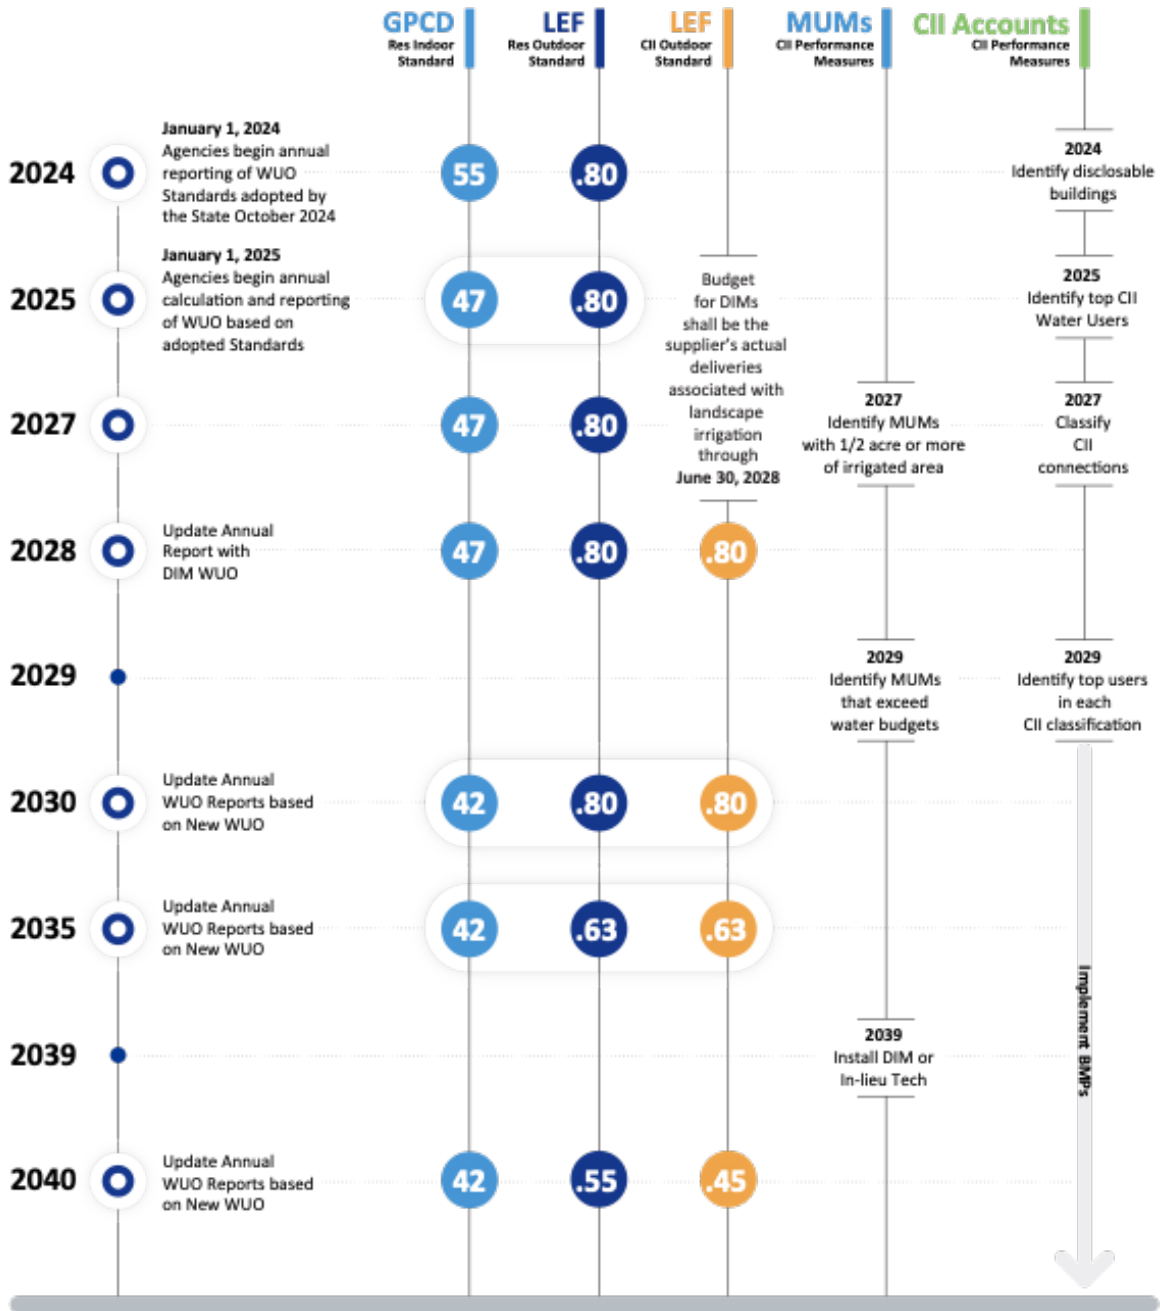 GPCD
Res Indoor
Standard
LEF
Res Outdoor
Standard
LEF
CII Outdoor
Standard
MUMs
CII Performance
Measures
CII Accounts
CII Performance
Measures
2024
January 1, 2024
Agencies begin annual
reporting of WUO
Standards adopted by
the State October 2024
55
.80
2024
Identify disclosable
buildings
2025
January 1, 2025
Agencies begin annual
calculation and reporting
of WUO based on
adopted Standards
47
.80
Budget
for DIMs
shall be the
supplier's actual
deliveries
associated with
landscape
irrigation
through
June 30, 2028
2025
Identify top CII
Water Users
2027
47
.80
2027
Identify MUMs
with 1/2 acre or more
of irrigated area
2027
Classify
CII
connections
2028
Update Annual
Report with
DIM WUO
47
.80
.80
2029
2029
Identify MUMs
that exceed
water budgets
2029
Identify top users
in each
CII classification
2030
Update Annual
WUO Reports based
on New WUO
42
.80
.80
2035
Update Annual
WUO Reports based
on New WUO
42
.63
.63
Implement BMPs
2039
2039
Install DIM or
In-lieu Tech
2040
Update Annual
WUO Reports based
on New WUO
42
.55
.45